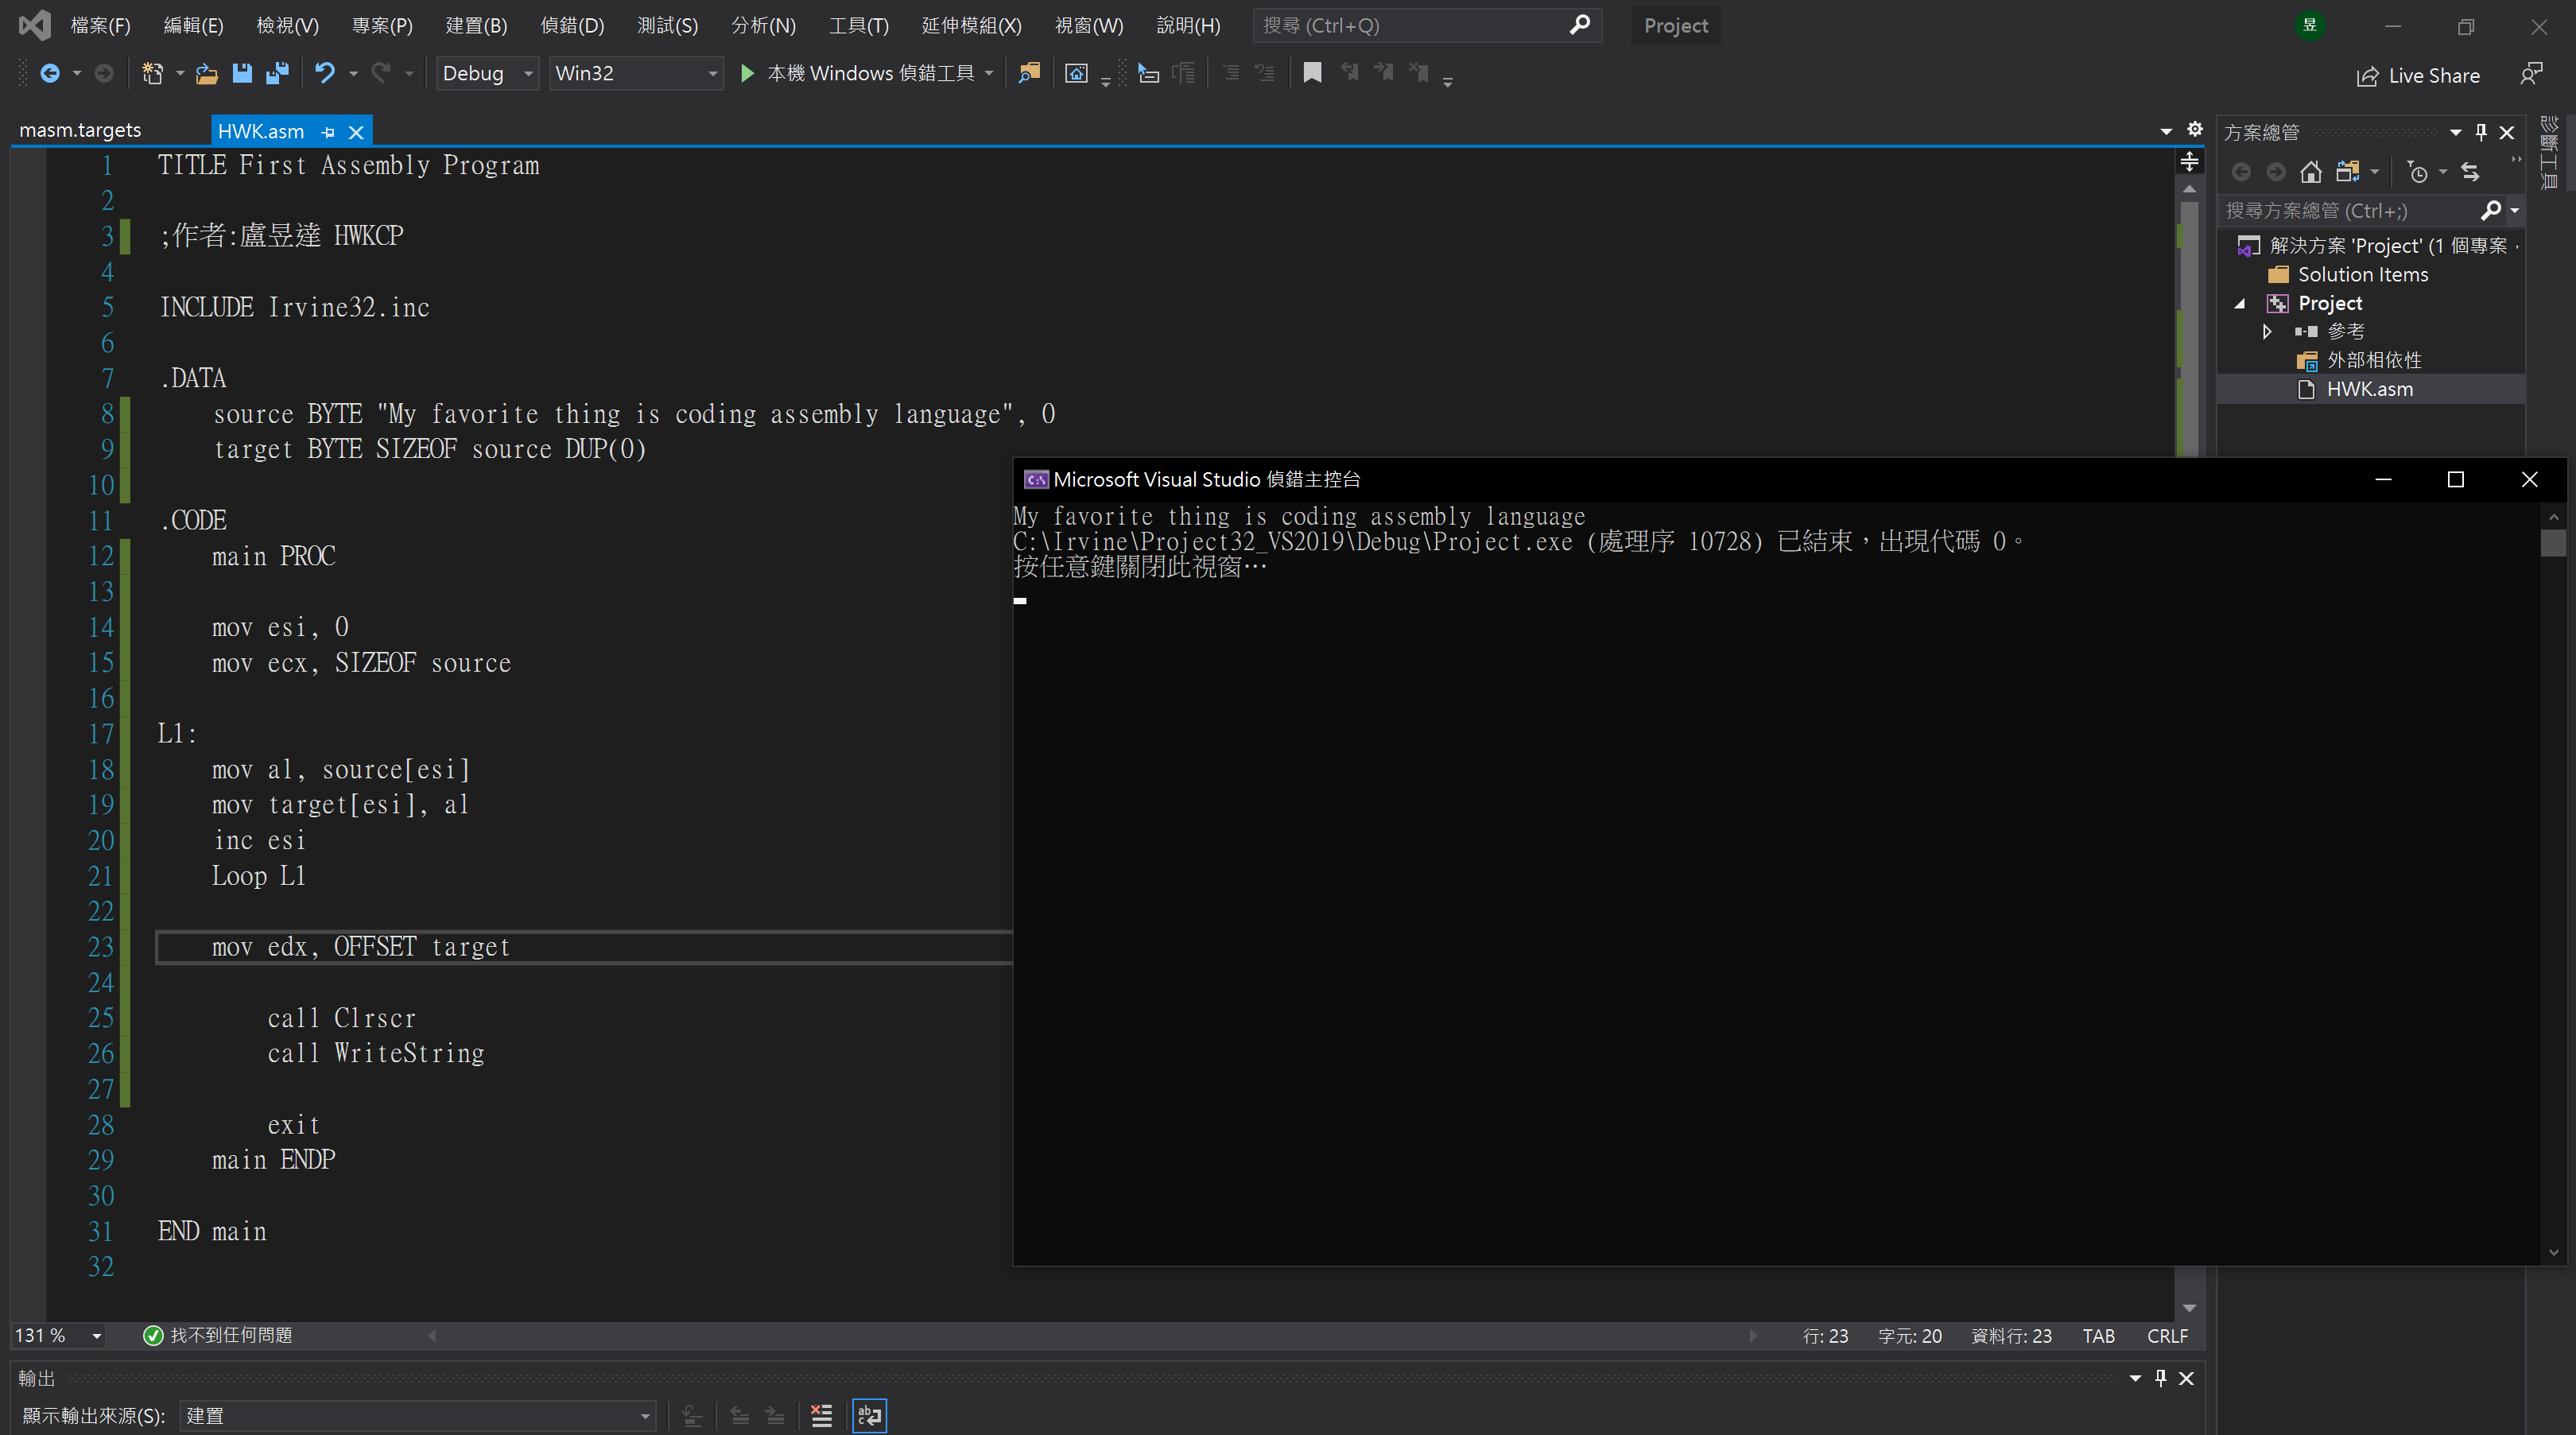 檔案(F) 編輯(E) 檢視(V) 專案(P) 建置(B) 偵錯(D) 測試(S) 分析(N) 工具(T) 延伸模組(X) 視窗(W) 說明(H) 搜尋 (Ctrl+Q) Project 昱
Debug Win32 本機 Windows 偵錯工具 Live Share
masm.targets HWK.asm
1 TITLE First Assembly Program
2
3 ;作者:盧昱達 HWKCP
4
5 INCLUDE Irvine32.inc
6
7 .DATA
8 source BYTE "My favorite thing is coding assembly language", 0
9 target BYTE SIZEOF source DUP(0)
10
11 .CODE
12 main PROC
13
14 mov esi, 0
15 mov ecx, SIZEOF source
16
17 L1:
18 mov al, source[esi]
19 mov target[esi], al
20 inc esi
21 Loop L1
22
23 mov edx, OFFSET target
24
25 call Clrscr
26 call WriteString
27
28 exit
29 main ENDP
30
31 END main
32
Microsoft Visual Studio 偵錯主控台
My favorite thing is coding assembly language
C:\Irvine\Project32_VS2019\Debug\Project.exe (處理序 10728) 已結束，出現代碼 0。
按任意鍵關閉此視窗…
方案總管
搜尋方案總管 (Ctrl+;)
解決方案 'Project' (1 個專案，
Solution Items
Project
參考
外部相依性
HWK.asm
診斷工具
131 % 找不到任何問題 行: 23 字元: 20 資料行: 23 TAB CRLF
輸出
顯示輸出來源(S): 建置